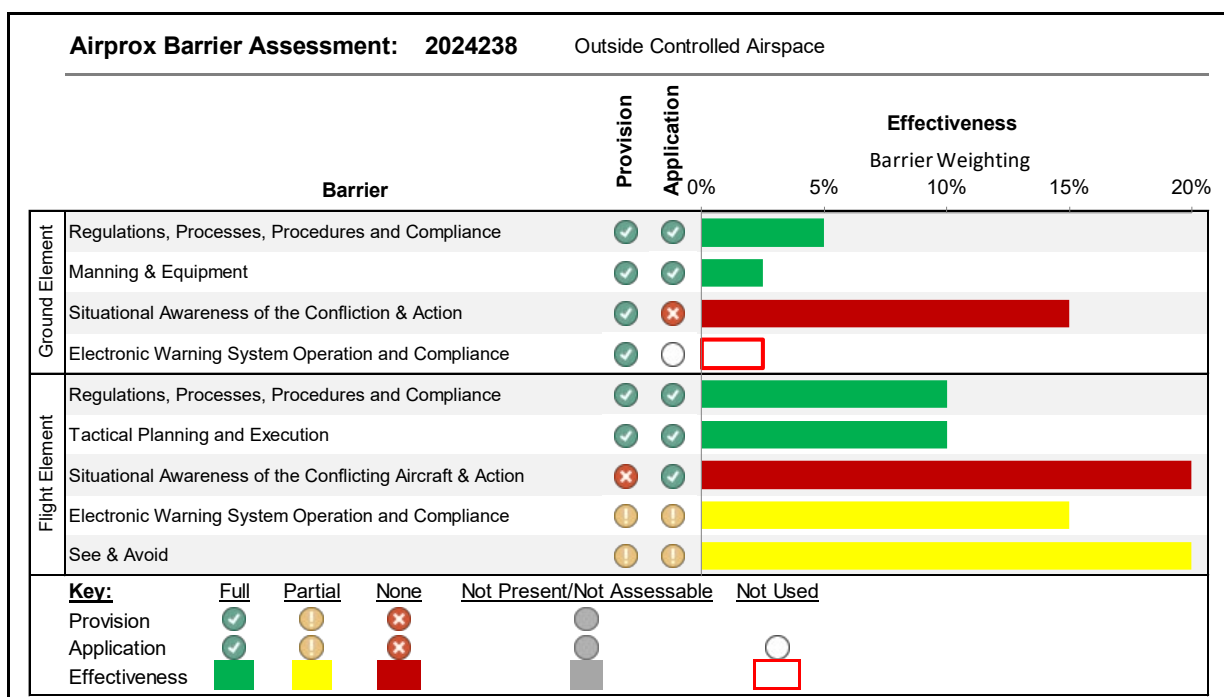 Airprox Barrier Assessment: 2024238 Outside Controlled Airspace
Effectiveness
Barrier Weighting
Barrier Provision Application 0% 5% 10% 15% 20%
Ground Element
Regulations, Processes, Procedures and Compliance
Manning & Equipment
Situational Awareness of the Confliction & Action
Electronic Warning System Operation and Compliance
Flight Element
Regulations, Processes, Procedures and Compliance
Tactical Planning and Execution
Situational Awareness of the Conflicting Aircraft & Action
Electronic Warning System Operation and Compliance
See & Avoid
Key: Full Partial None Not Present/Not Assessable Not Used
Provision
Application
Effectiveness